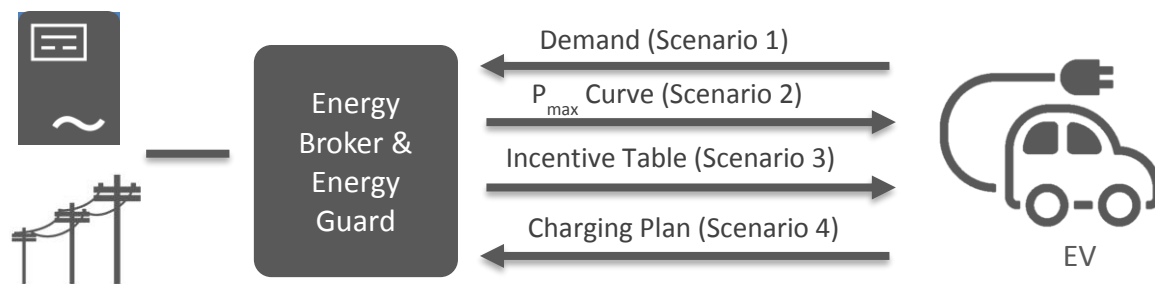 Demand (Scenario 1)
P_max Curve (Scenario 2)
Incentive Table (Scenario 3)
Charging Plan (Scenario 4)
Energy
Broker &
Energy
Guard
EV